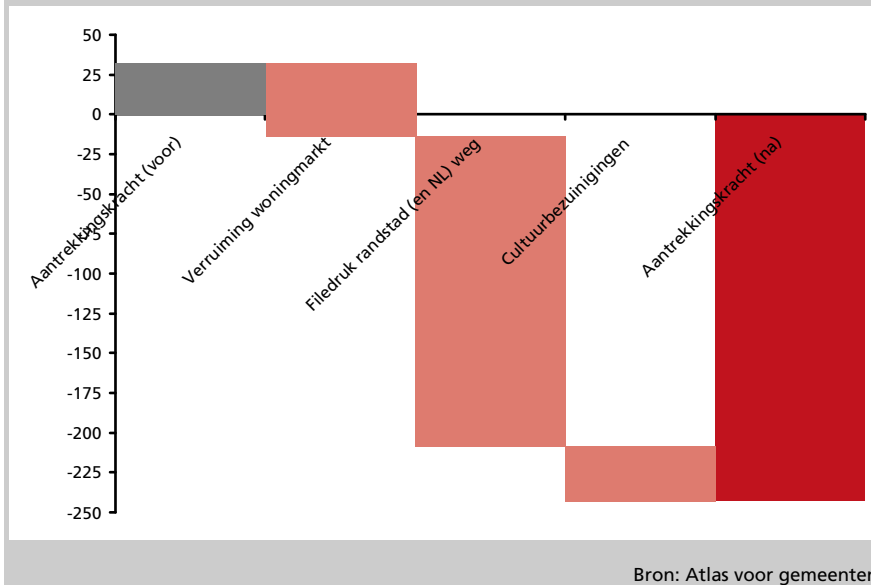 50
25
0
-25
-50
-75
-100
-125
-150
-175
-200
-225
-250
Aantrekkingskracht (voor)
Verruiming woningmarkt
Filedruk randstad (en NL) weg
Cultuurbezuinigingen
Aantrekkingskracht (na)
Bron: Atlas voor gemeenten